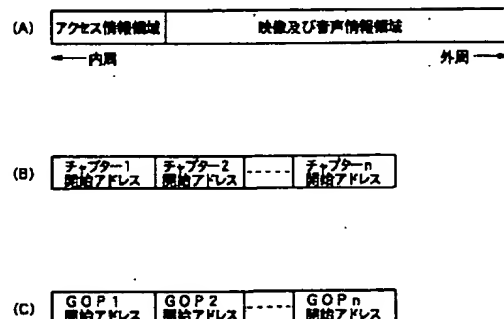 (A) アクセス情報領域 映像及び音声情報領域
← 内周 外周 →
(B) チャプター1 開始アドレス チャプター2 開始アドレス ----- チャプターn 開始アドレス
(C) GOP1 開始アドレス GOP2 開始アドレス ----- GOPn 開始アドレス